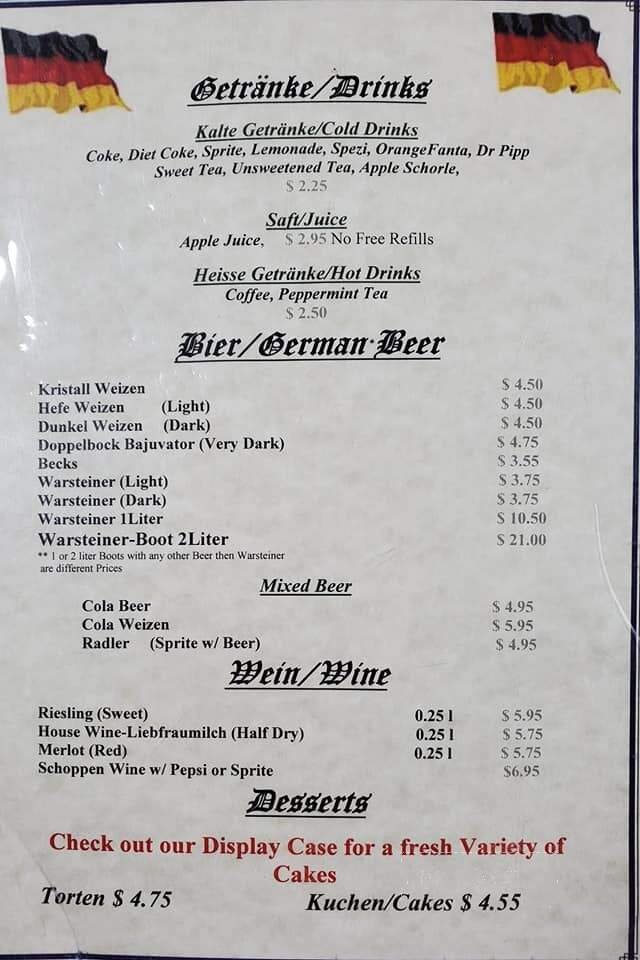 Getränke/Drinks
Kalte Getränke/Cold Drinks
Coke, Diet Coke, Sprite, Lemonade, Spezi, OrangeFanta, Dr Pipp
Sweet Tea, Unsweetened Tea, Apple Schorle,
$ 2.25
Saft/Juice
Apple Juice, $ 2.95 No Free Refills
Heisse Getränke/Hot Drinks
Coffee, Peppermint Tea
$ 2.50
Bier/German Beer
Kristall Weizen $ 4.50
Hefe Weizen (Light) $ 4.50
Dunkel Weizen (Dark) $ 4.50
Doppelbock Bajuvator (Very Dark) $ 4.75
Becks $ 3.55
Warsteiner (Light) $ 3.75
Warsteiner (Dark) $ 3.75
Warsteiner 1Liter $ 10.50
Warsteiner-Boot 2Liter $ 21.00
** 1 or 2 liter Boots with any other Beer then Warsteiner
are different Prices
Mixed Beer
Cola Beer $ 4.95
Cola Weizen $ 5.95
Radler (Sprite w/ Beer) $ 4.95
Wein/Wine
Riesling (Sweet) 0.25 l $ 5.95
House Wine-Liebfraumilch (Half Dry) 0.25 l $ 5.75
Merlot (Red) 0.25 l $ 5.75
Schoppen Wine w/ Pepsi or Sprite $6.95
Desserts
Check out our Display Case for a fresh Variety of
Cakes
Torten $ 4.75 Kuchen/Cakes $ 4.55